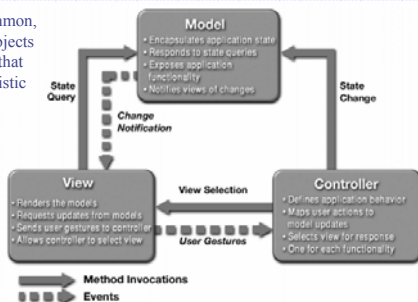 mmon,
bjects
that
istic
Model
• Encapsulates application state
• Responds to state queries
• Exposes application
functionality
• Notifies views of changes
State
Query
State
Change
Change
Notification
View
• Renders the models
• Requests updates from models
• Sends user gestures to controller
• Allows controller to select view
View Selection
User Gestures
Controller
• Defines application behavior
• Maps user actions to
model updates
• Selects view for response
• One for each functionality
Method Invocations
Events